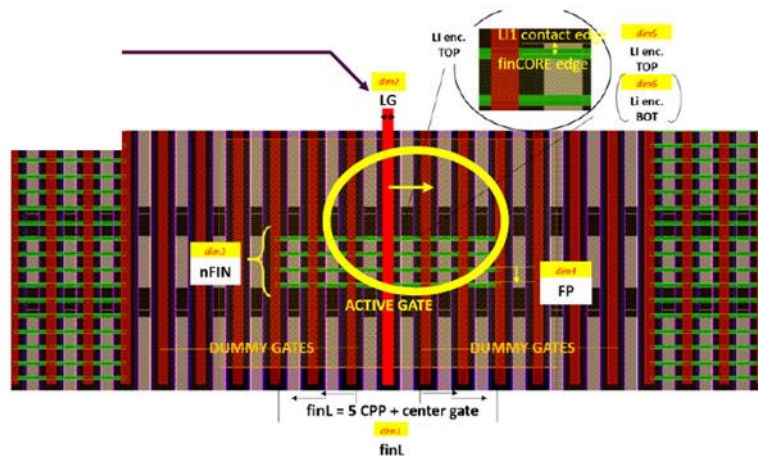 LI enc.
TOP
LI1 contact edge
finCORE edge
dim5
LI enc.
TOP
dim6
Li enc.
BOT
dim2
LG
dim3
nFIN
dim4
FP
ACTIVE GATE
DUMMY GATES
DUMMY GATES
finL = 5 CPP + center gate
dim1
finL